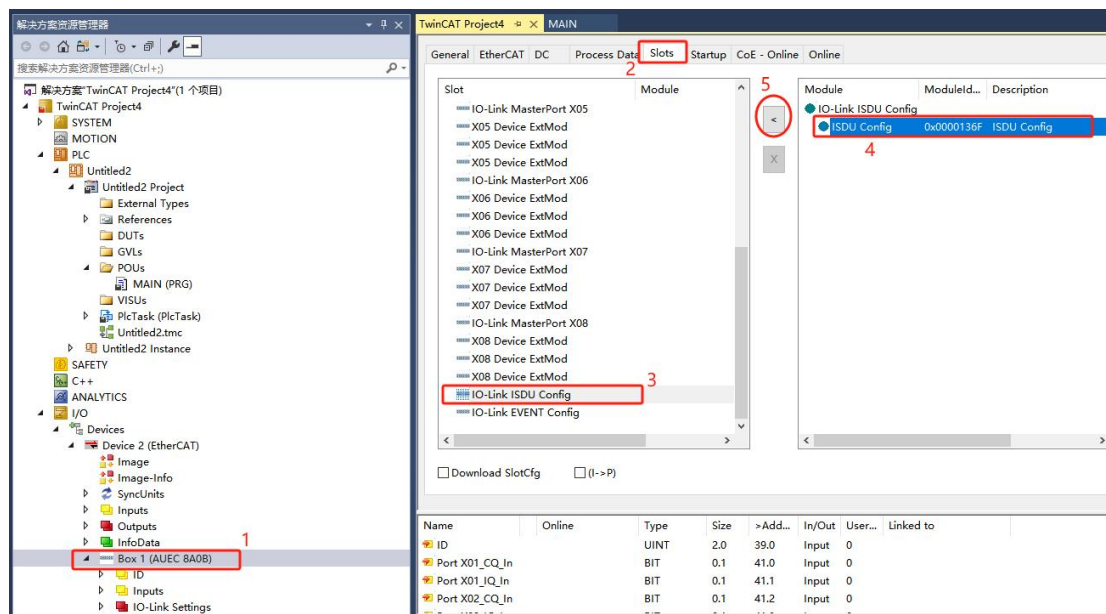 解决方案资源管理器
搜索解决方案资源管理器(Ctrl+;)
解决方案"TwinCAT Project4"(1 个项目)
TwinCAT Project4
SYSTEM
MOTION
PLC
Untitled2
Untitled2 Project
External Types
References
DUTs
GVLs
POUs
MAIN (PRG)
VISUs
PlcTask (PlcTask)
Untitled2.tmc
Untitled2 Instance
SAFETY
C++
ANALYTICS
I/O
Devices
Device 2 (EtherCAT)
Image
Image-Info
SyncUnits
Inputs
Outputs
InfoData
1
Box 1 (AUEC 8A0B)
ID
Inputs
IO-Link Settings
TwinCAT Project4 MAIN
General EtherCAT DC Process Data Slots Startup CoE - Online Online
2
Slot Module
IO-Link MasterPort X05
X05 Device ExtMod
X05 Device ExtMod
X05 Device ExtMod
IO-Link MasterPort X06
X06 Device ExtMod
X06 Device ExtMod
X06 Device ExtMod
IO-Link MasterPort X07
X07 Device ExtMod
X07 Device ExtMod
X07 Device ExtMod
IO-Link MasterPort X08
X08 Device ExtMod
X08 Device ExtMod
X08 Device ExtMod
3
IO-Link ISDU Config
IO-Link EVENT Config
5
<
X
Module ModuleId... Description
IO-Link ISDU Config
ISDU Config 0x0000136F ISDU Config
4
Download SlotCfg (I->P)
Name Online Type Size >Add... In/Out User... Linked to
ID UINT 2.0 39.0 Input 0
Port X01_CQ_In BIT 0.1 41.0 Input 0
Port X01_IQ_In BIT 0.1 41.1 Input 0
Port X02_CQ_In BIT 0.1 41.2 Input 0